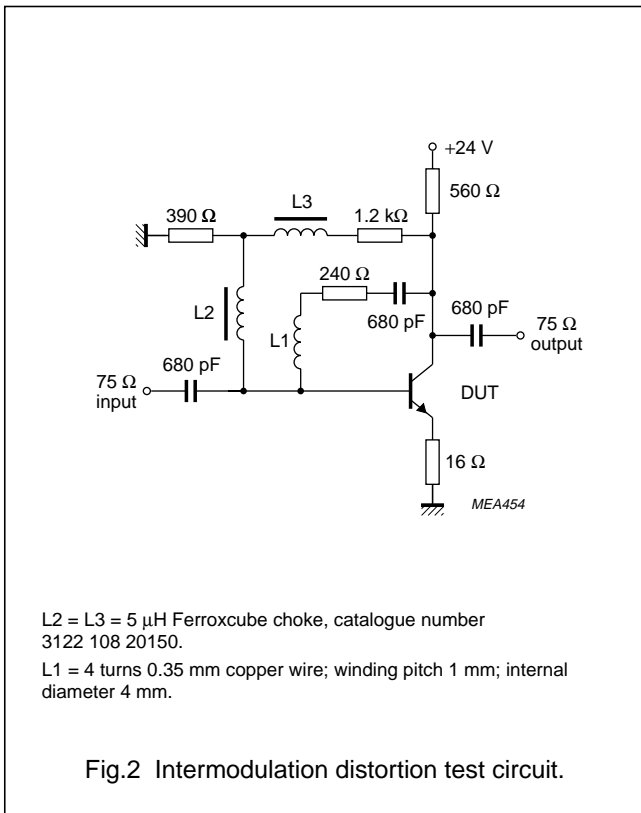 +24 V
560 Ω
L3
390 Ω
1.2 kΩ
240 Ω
L2
680 pF
680 pF
L1
75 Ω
output
680 pF
75 Ω
input
DUT
16 Ω
MEA454
L2 = L3 = 5 μH Ferroxcube choke, catalogue number
3122 108 20150.
L1 = 4 turns 0.35 mm copper wire; winding pitch 1 mm; internal
diameter 4 mm.
Fig.2 Intermodulation distortion test circuit.